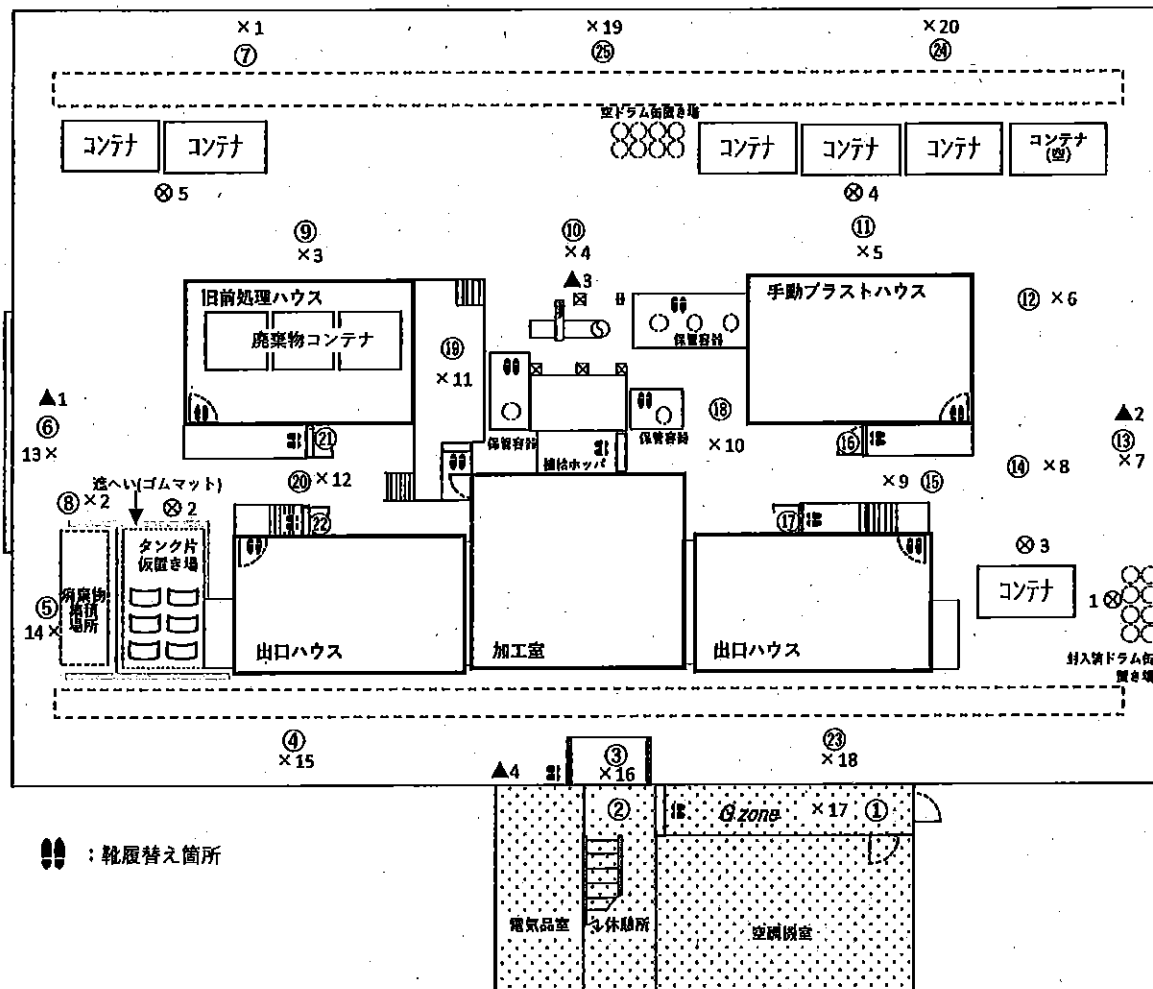 ×1 ×19 ×20
⑦ ㉕ ㉔
空ドラム缶置き場
コンテナ コンテナ コンテナ コンテナ コンテナ コンテナ
(空)
⊗5 ⊗4
⑨ ⑩ ⑪
×3 ×4 ×5
▲3
旧前処理ハウス 手動ブラストハウス ⑫ ×6
廃棄物コンテナ 保管容器
⑲
×11
▲1 ▲2
⑥ ⑱ ⑬
13× 保管容器 保管容器 ×10 ×7
㉑ ⑯ ⑭ ×8
ホッパ
⑳ ×12 ×9 ⑮
遮へい(ゴムマット)
⑧ ×2 ⊗2
㉒ ⑰
タンク片
仮置き場
⊗3
コンテナ
1⊗
⑤ 廃棄物
場所
14×
出口ハウス 加工室 出口ハウス
封入済ドラム缶
置き場
④ ③ ㉓
×15 ×16 ×18
▲4
② G zone ×17 ①
：靴履替え箇所
電気品室 休憩所 空調機室